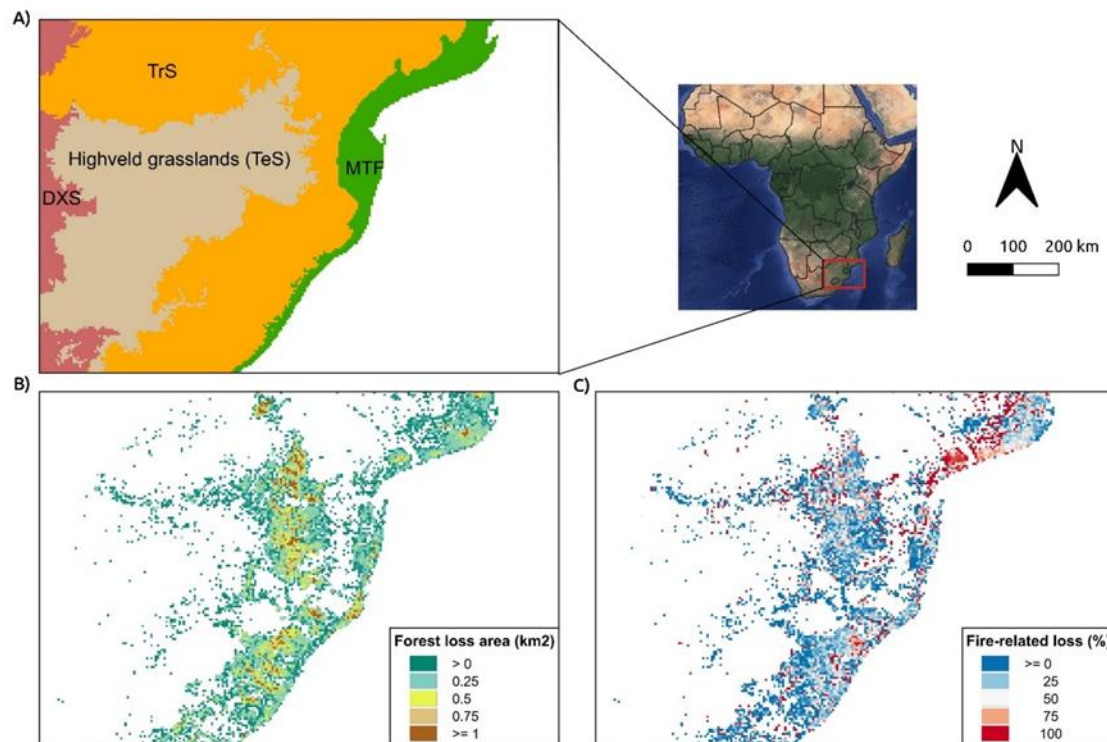 A)
TrS
Highveld grasslands (TeS)
MTF
DXS
N
0 100 200 km
B)
Forest loss area (km2)
> 0
0.25
0.5
0.75
>= 1
C)
Fire-related loss (%)
>= 0
25
50
75
100